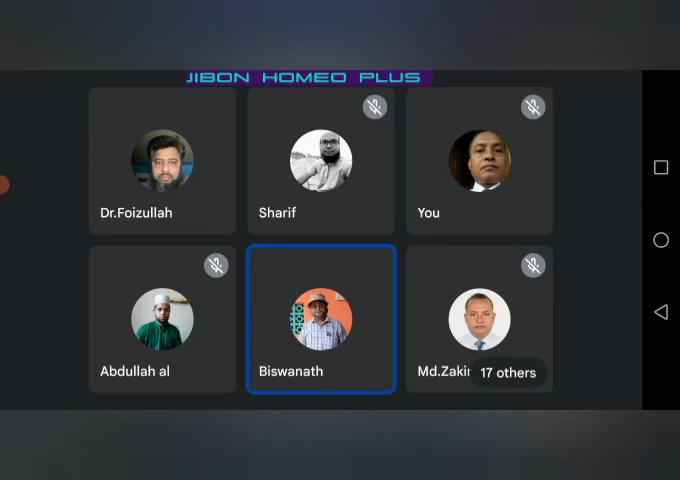 JIBON HOMEO PLUS
Dr.Foizullah
Sharif
You
Abdullah al
Biswanath
Md.Zakir
17 others